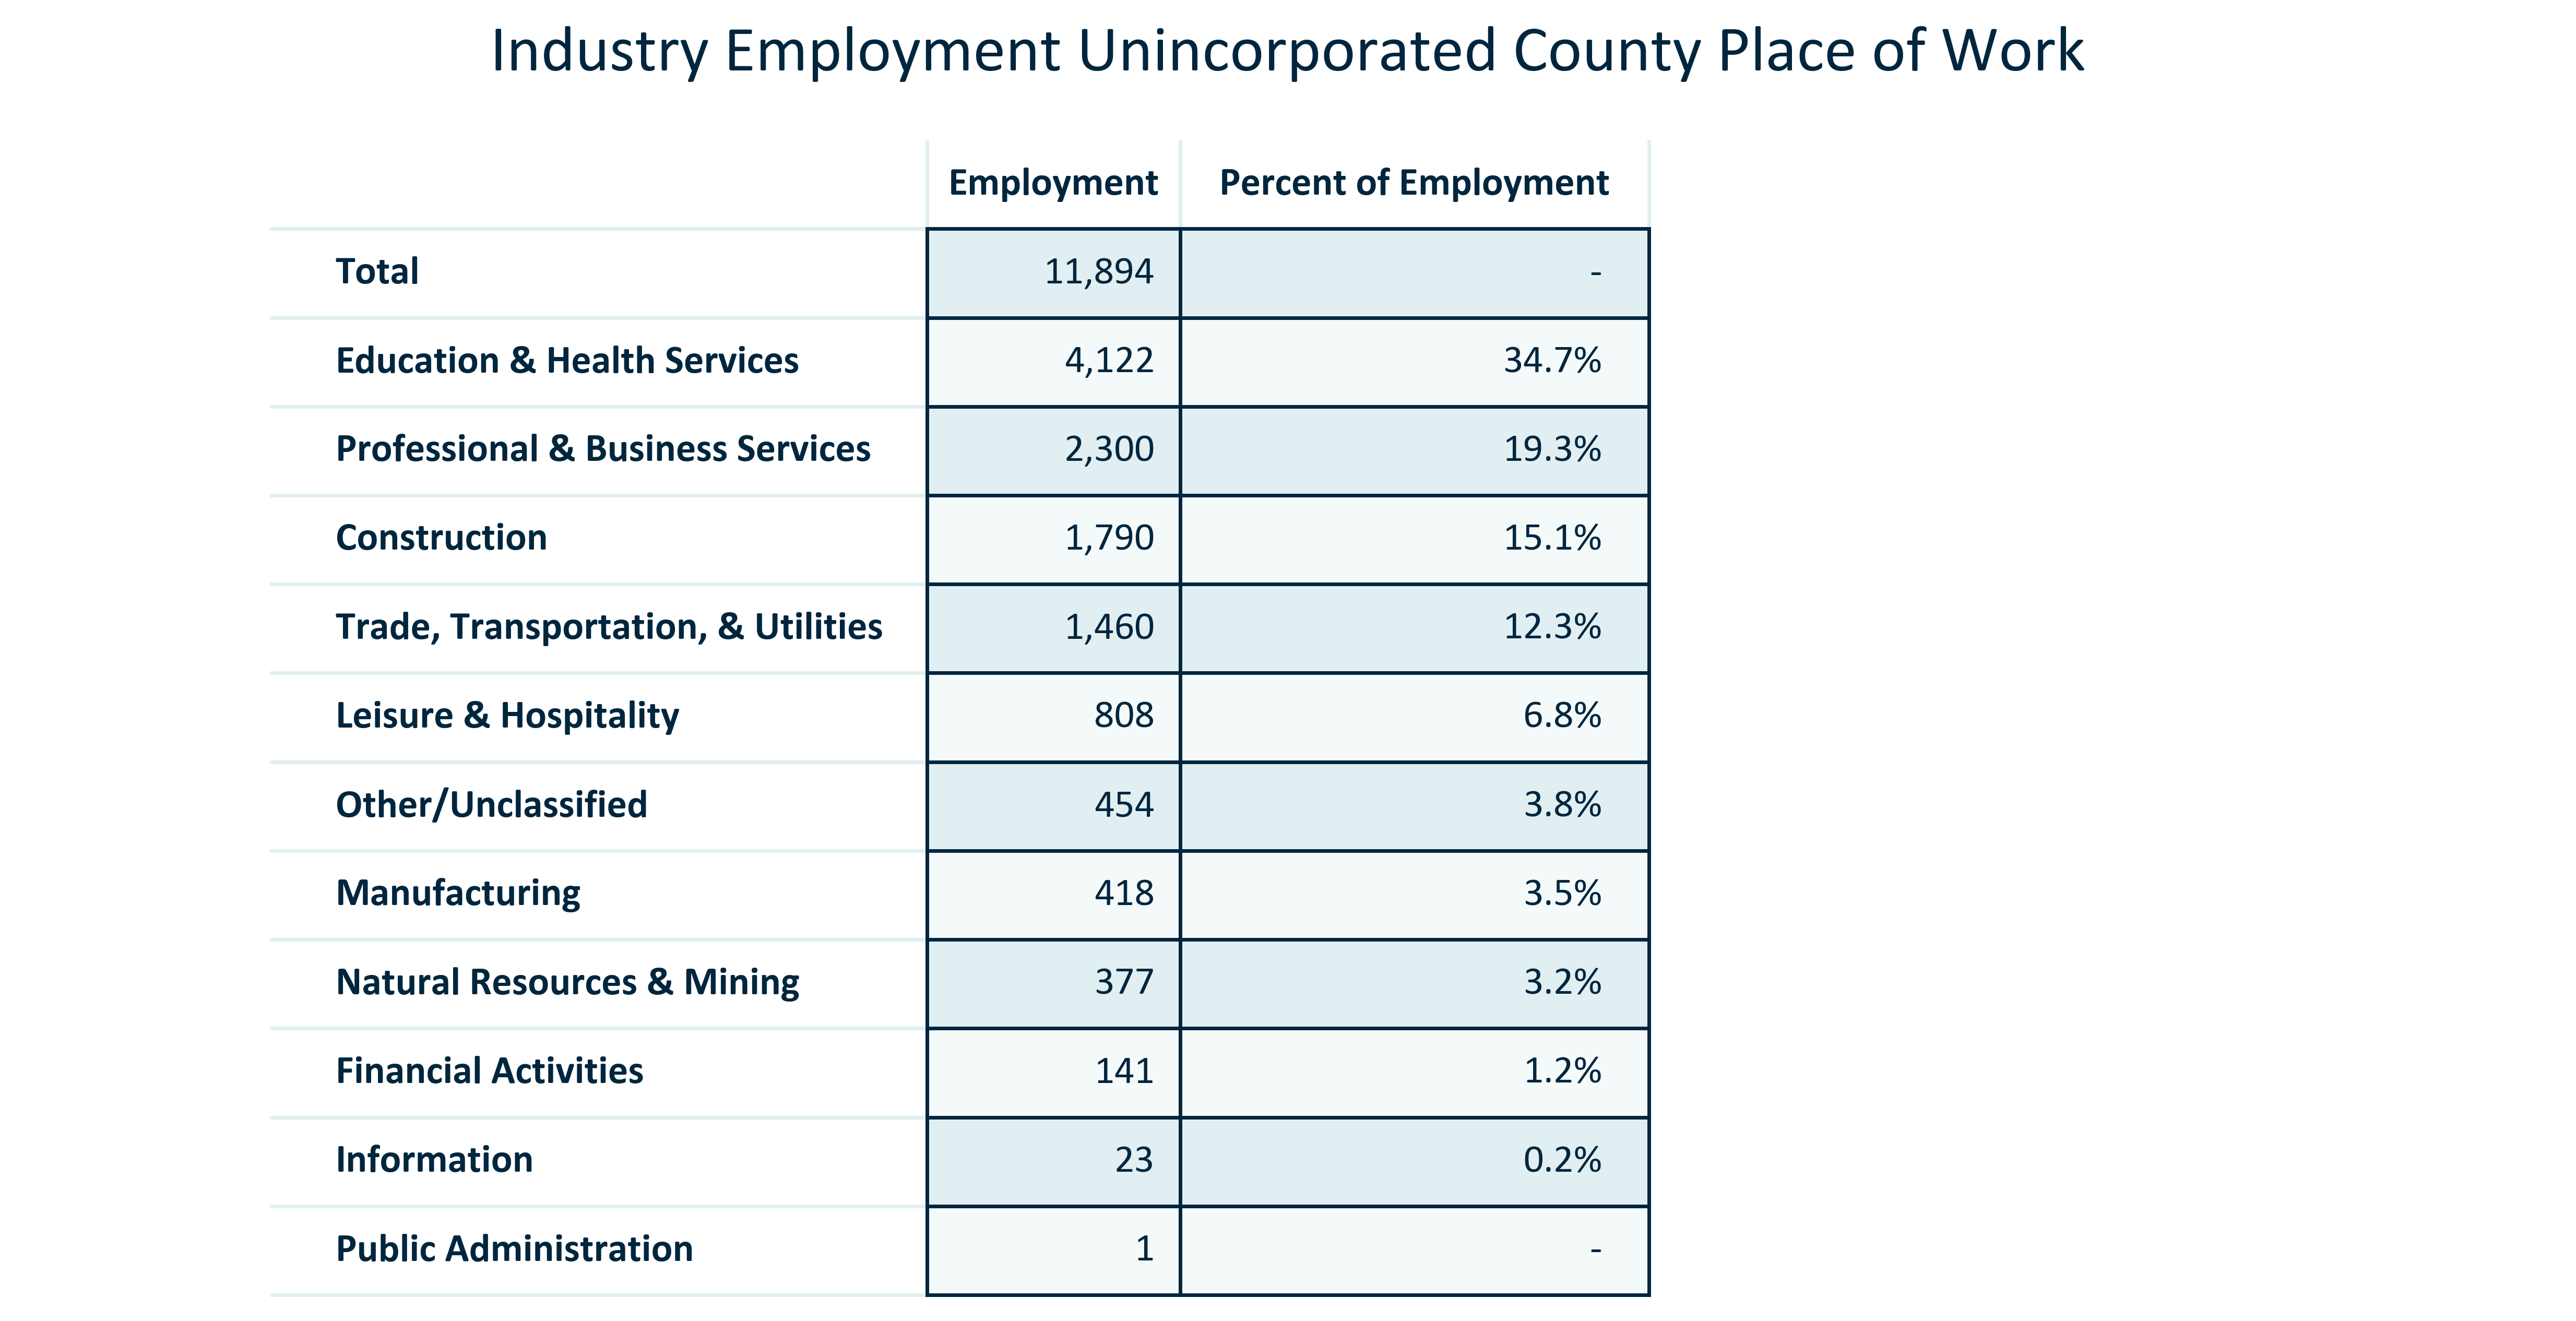 Industry Employment Unincorporated County Place of Work
Employment Percent of Employment
Total 11,894 -
Education & Health Services 4,122 34.7%
Professional & Business Services 2,300 19.3%
Construction 1,790 15.1%
Trade, Transportation, & Utilities 1,460 12.3%
Leisure & Hospitality 808 6.8%
Other/Unclassified 454 3.8%
Manufacturing 418 3.5%
Natural Resources & Mining 377 3.2%
Financial Activities 141 1.2%
Information 23 0.2%
Public Administration 1 -